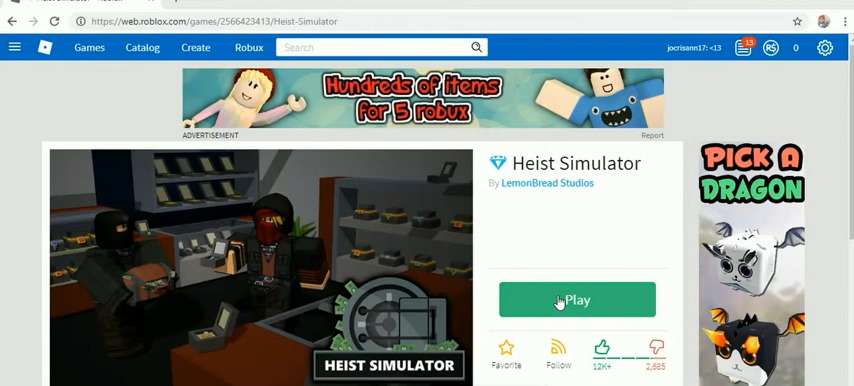 https://web.roblox.com/games/2566423413/Heist-Simulator
Games
Catalog
Create
Robux
Search
jocrisann17: <13
13
R$
0
Hundreds of items
for 5 robux
ADVERTISEMENT
Report
Heist Simulator
By LemonBread Studios
PICK A
DRAGON
Play
HEIST SIMULATOR
Favorite
Follow
12K+
2,685